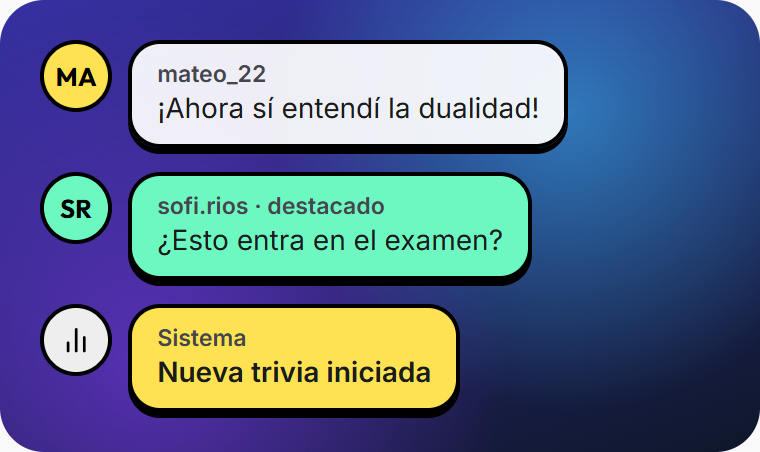 MA
mateo_22
¡Ahora sí entendí la dualidad!
SR
sofi.rios · destacado
¿Esto entra en el examen?
Sistema
Nueva trivia iniciada